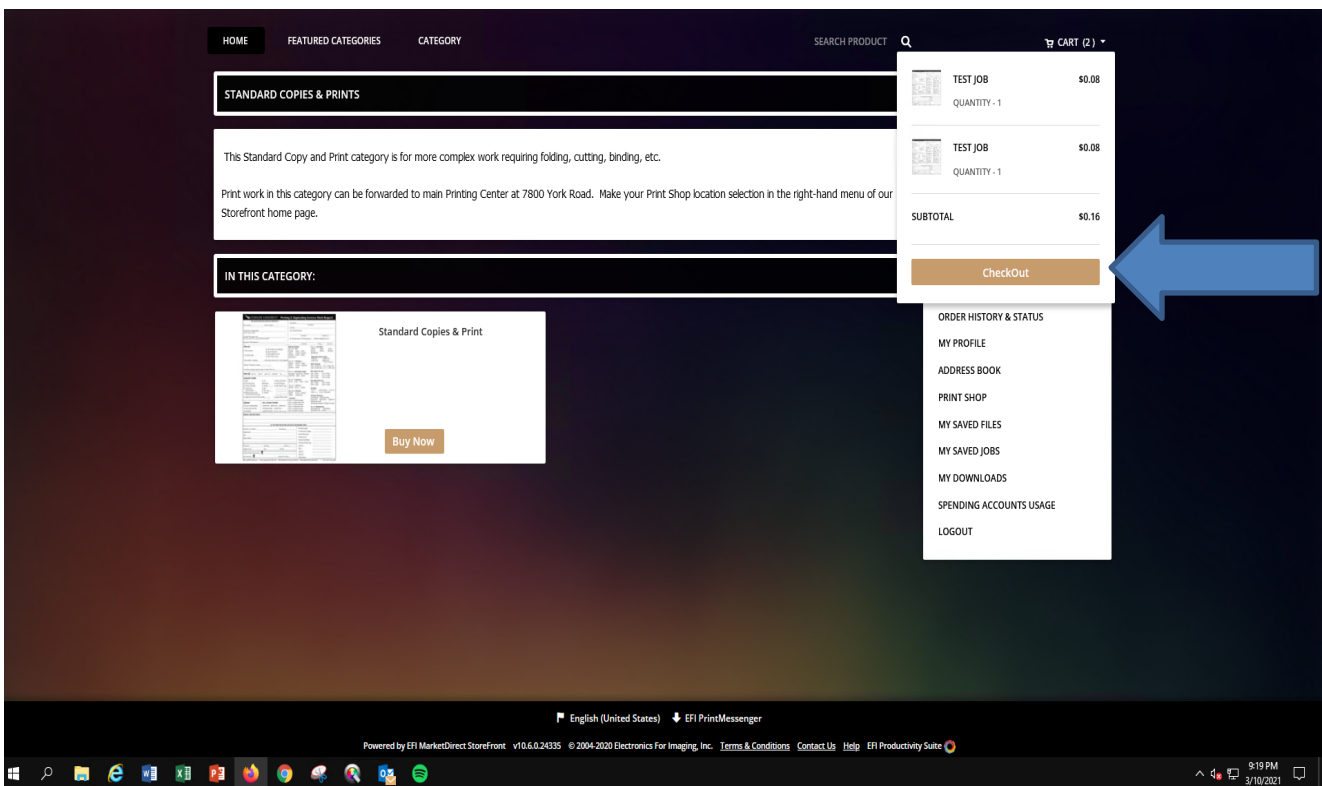 HOME FEATURED CATEGORIES CATEGORY SEARCH PRODUCT CART (2)
STANDARD COPIES & PRINTS
This Standard Copy and Print category is for more complex work requiring folding, cutting, binding, etc.
Print work in this category can be forwarded to main Printing Center at 7800 York Road. Make your Print Shop location selection in the right-hand menu of our
Storefront home page.
TEST JOB $0.08
QUANTITY - 1
TEST JOB $0.08
QUANTITY - 1
SUBTOTAL $0.16
CheckOut
IN THIS CATEGORY:
Standard Copies & Print
Buy Now
ORDER HISTORY & STATUS
MY PROFILE
ADDRESS BOOK
PRINT SHOP
MY SAVED FILES
MY SAVED JOBS
MY DOWNLOADS
SPENDING ACCOUNTS USAGE
LOGOUT
English (United States) EFI PrintMessenger
Powered by EFI MarketDirect StoreFront v10.6.0.24335 © 2004-2020 Electronics For Imaging, Inc. Terms & Conditions Contact Us Help EFI Productivity Suite
9:19 PM
3/10/2021